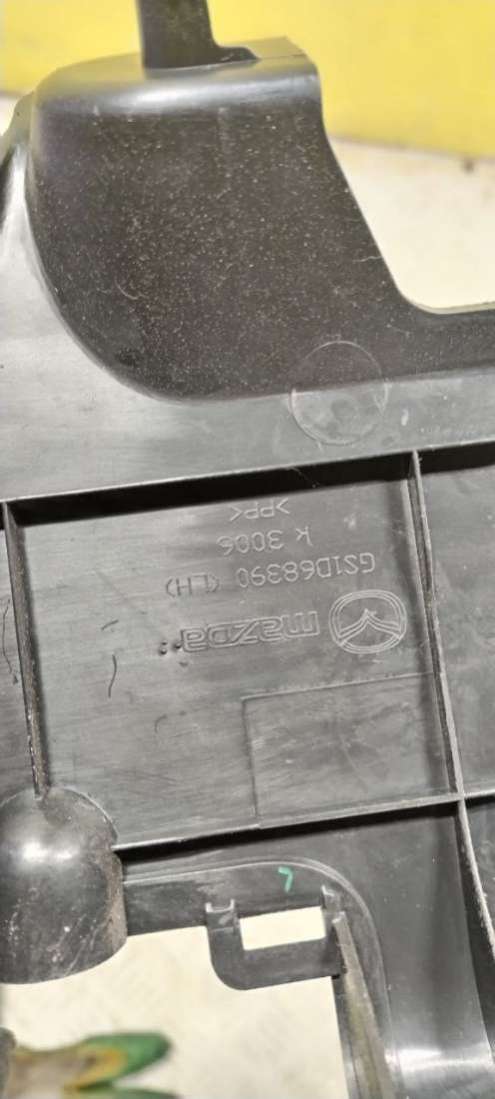 mazda
GS1D68390 (LH)
K 3006
>PP<